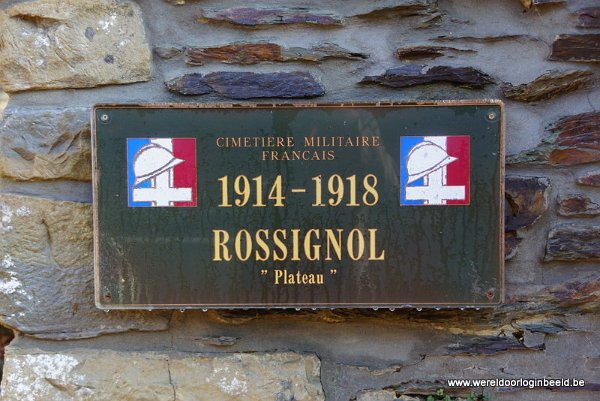 CIMETIERE MILITAIRE
FRANCAIS
1914-1918
ROSSIGNOL
" Plateau "
www.wereldoorloginbeeld.be